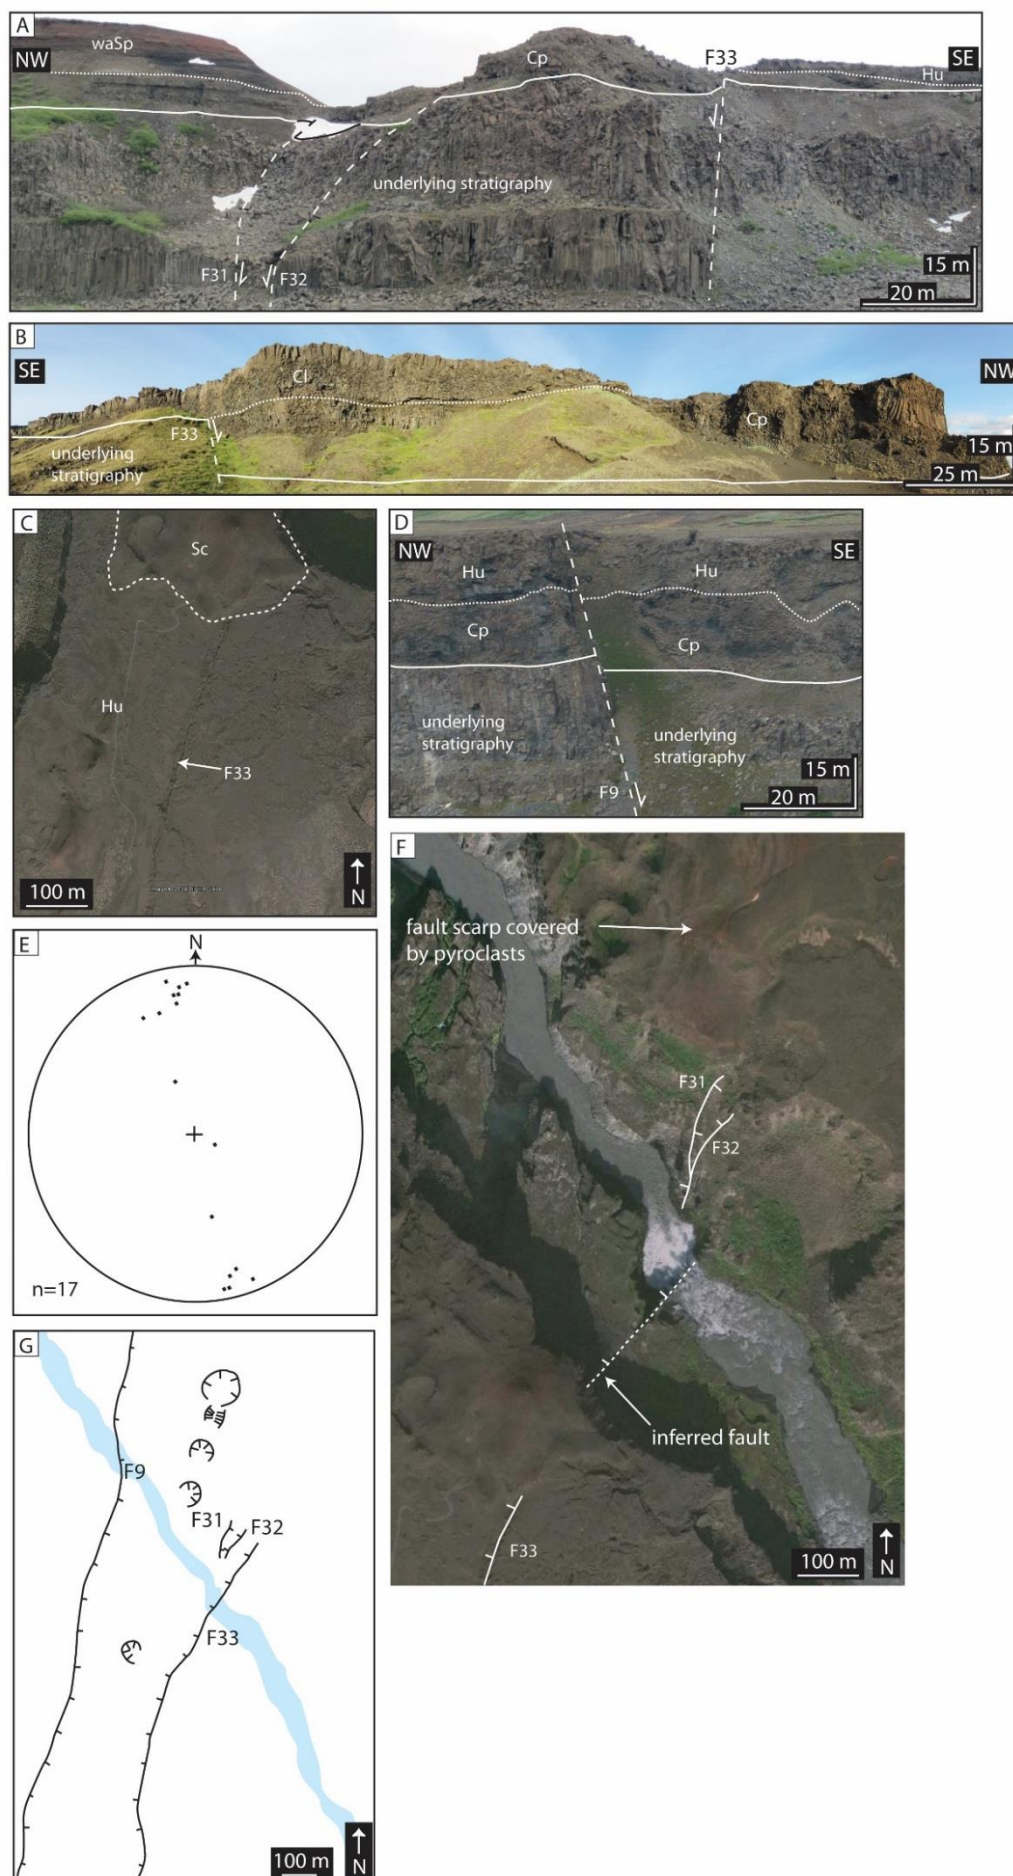 A
waSp
NW
Cp
F33
SE
Hu
underlying stratigraphy
F31
F32
15 m
20 m
B
SE
NW
Cl
Cp
F33
underlying
stratigraphy
15 m
25 m
C
Sc
Hu
F33
100 m
N
D
NW
SE
Hu
Hu
Cp
Cp
underlying
stratigraphy
underlying
stratigraphy
F9
15 m
20 m
E
N
n=17
F
fault scarp covered
by pyroclasts
F31
F32
inferred fault
F33
100 m
N
G
F9
F31
F32
F33
100 m
N